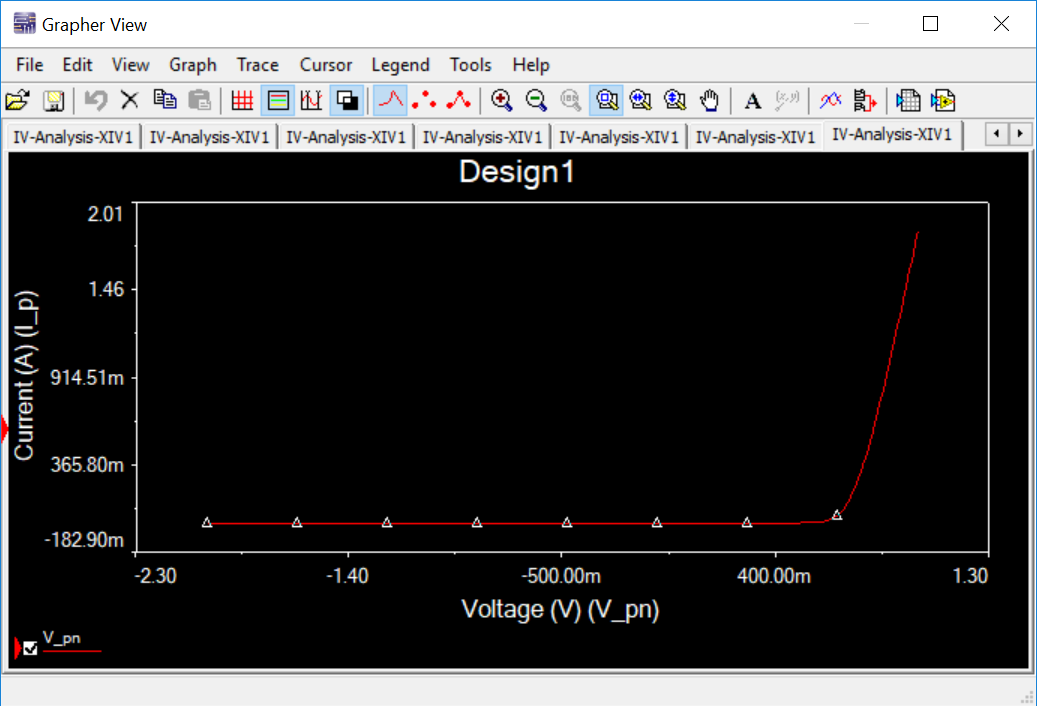 Grapher View
File Edit View Graph Trace Cursor Legend Tools Help
A (x,y)
IV-Analysis-XIV1 IV-Analysis-XIV1 IV-Analysis-XIV1 IV-Analysis-XIV1 IV-Analysis-XIV1 IV-Analysis-XIV1 IV-Analysis-XIV1
Design1
Current (A) (I_p)
2.01
1.46
914.51m
365.80m
-182.90m
-2.30 -1.40 -500.00m 400.00m 1.30
Voltage (V) (V_pn)
V_pn